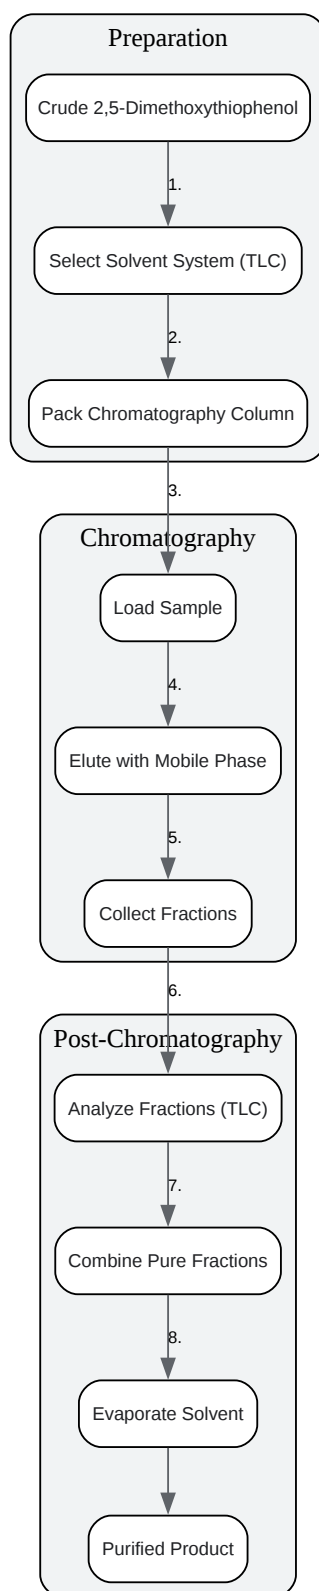 Preparation
Crude 2,5-Dimethoxythiophenol
1.
Select Solvent System (TLC)
2.
Pack Chromatography Column
3.
Chromatography
Load Sample
4.
Elute with Mobile Phase
5.
Collect Fractions
6.
Post-Chromatography
Analyze Fractions (TLC)
7.
Combine Pure Fractions
8.
Evaporate Solvent
Purified Product